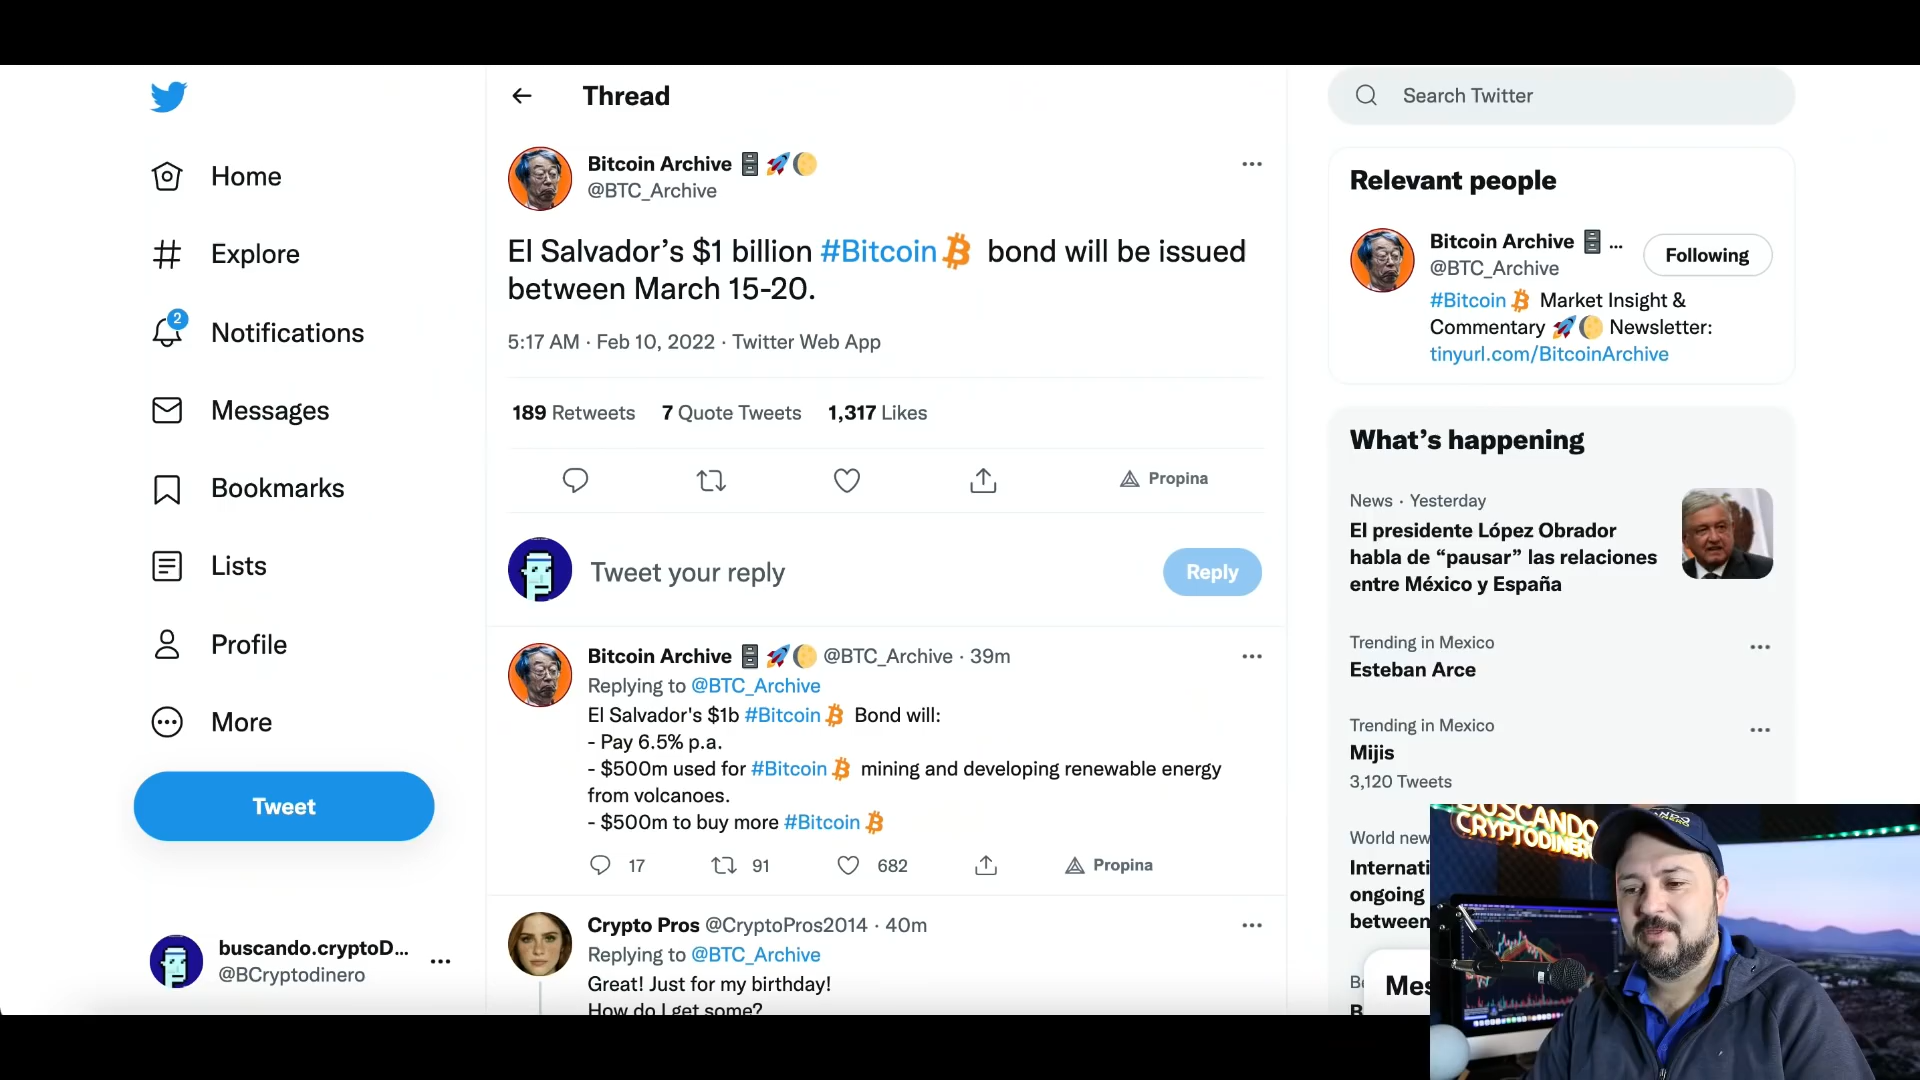 Home
Explore
2
Notifications
Messages
Bookmarks
Lists
Profile
More
Tweet
buscando.cryptoD...
@BCryptodinero
Thread
Bitcoin Archive
@BTC_Archive
El Salvador’s $1 billion #Bitcoin bond will be issued
between March 15-20.
5:17 AM · Feb 10, 2022 · Twitter Web App
189 Retweets 7 Quote Tweets 1,317 Likes
Propina
Tweet your reply
Reply
Bitcoin Archive @BTC_Archive · 39m
Replying to @BTC_Archive
El Salvador's $1b #Bitcoin Bond will:
- Pay 6.5% p.a.
- $500m used for #Bitcoin mining and developing renewable energy
from volcanoes.
- $500m to buy more #Bitcoin
17 91 682 Propina
Crypto Pros @CryptoPros2014 · 40m
Replying to @BTC_Archive
Great! Just for my birthday!
How do I get some?
Search Twitter
Relevant people
Bitcoin Archive ...
@BTC_Archive
Following
#Bitcoin Market Insight &
Commentary Newsletter:
tinyurl.com/BitcoinArchive
What’s happening
News · Yesterday
El presidente López Obrador
habla de “pausar” las relaciones
entre México y España
Trending in Mexico
Esteban Arce
Trending in Mexico
Mijis
3,120 Tweets
World new
Internati
ongoing
between
Mes
BUSCANDO
CRYPTODINERO